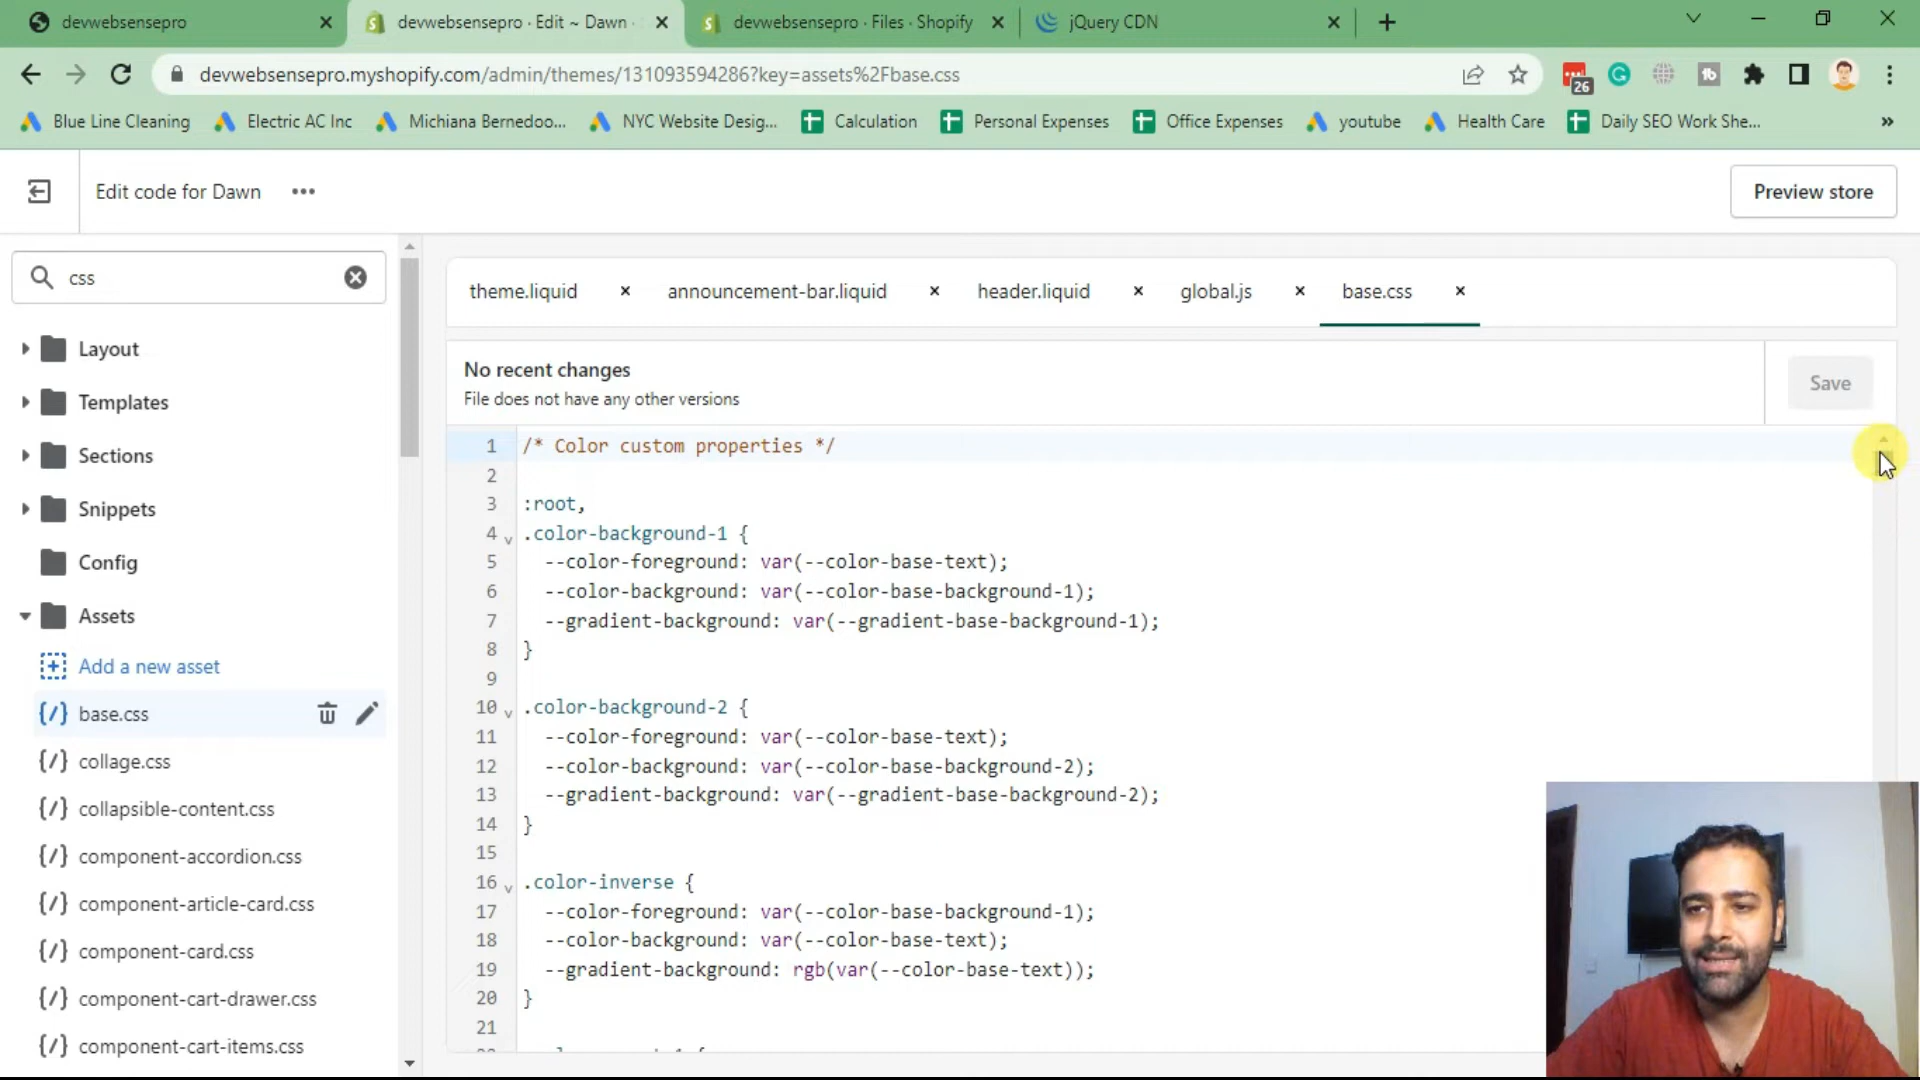 devwebsensepro
devwebsensepro · Edit ~ Dawn ·
devwebsensepro · Files · Shopify
jQuery CDN
devwebsensepro.myshopify.com/admin/themes/131093594286?key=assets%2Fbase.css
26
Blue Line Cleaning
Electric AC Inc
Michiana Bernedoo...
NYC Website Desig...
Calculation
Personal Expenses
Office Expenses
youtube
Health Care
Daily SEO Work She...
»
Edit code for Dawn
•••
Preview store
css
Layout
Templates
Sections
Snippets
Config
Assets
Add a new asset
{/} base.css
{/} collage.css
{/} collapsible-content.css
{/} component-accordion.css
{/} component-article-card.css
{/} component-card.css
{/} component-cart-drawer.css
{/} component-cart-items.css
theme.liquid ×
announcement-bar.liquid ×
header.liquid ×
global.js ×
base.css ×
No recent changes
File does not have any other versions
Save
1 /* Color custom properties */
2
3 :root,
4 .color-background-1 {
5 --color-foreground: var(--color-base-text);
6 --color-background: var(--color-base-background-1);
7 --gradient-background: var(--gradient-base-background-1);
8 }
9
10 .color-background-2 {
11 --color-foreground: var(--color-base-text);
12 --color-background: var(--color-base-background-2);
13 --gradient-background: var(--gradient-base-background-2);
14 }
15
16 .color-inverse {
17 --color-foreground: var(--color-base-background-1);
18 --color-background: var(--color-base-text);
19 --gradient-background: rgb(var(--color-base-text));
20 }
21